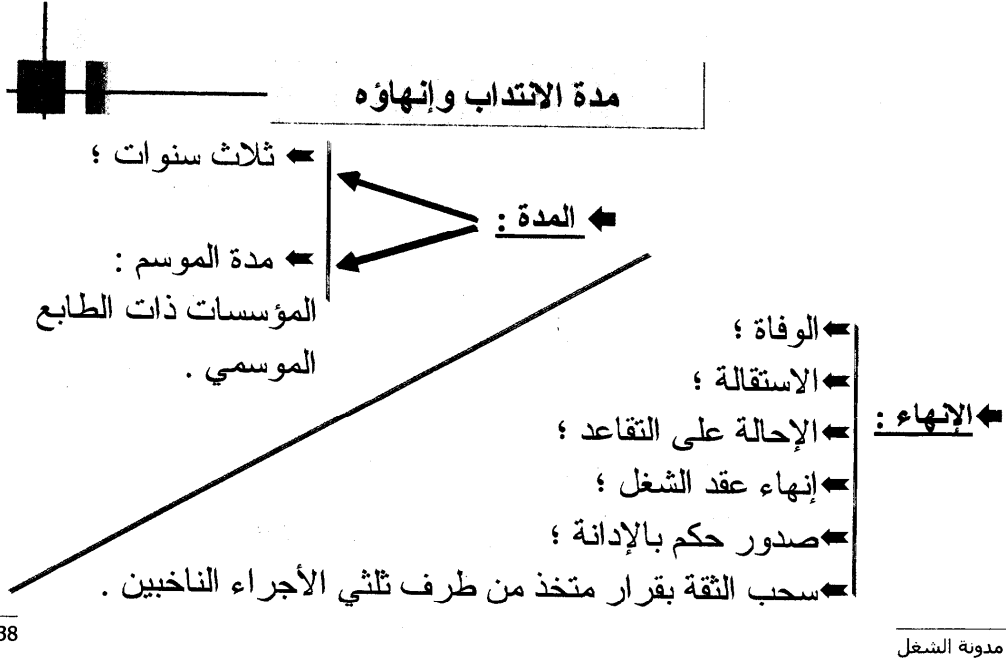 مدة الانتداب وإنهاؤه
المدة :
ثلاث سنوات ؛
مدة الموسم :
المؤسسات ذات الطابع
الموسمي .
الإنهاء :
الوفاة ؛
الاستقالة ؛
الإحالة على التقاعد ؛
إنهاء عقد الشغل ؛
صدور حكم بالإدانة ؛
سحب الثقة بقرار متخذ من طرف ثلثي الأجراء الناخبين .
مدونة الشغل
38